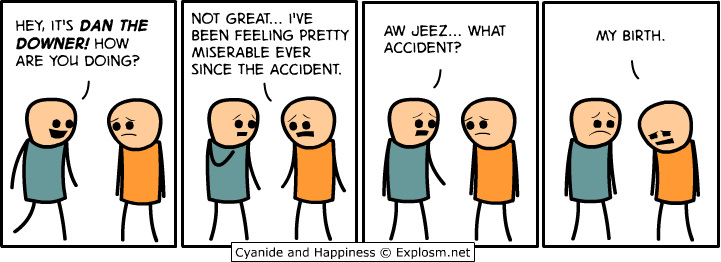 HEY, IT'S DAN THE
DOWNER! HOW
ARE YOU DOING?
NOT GREAT... I'VE
BEEN FEELING PRETTY
MISERABLE EVER
SINCE THE ACCIDENT.
AW JEEZ... WHAT
ACCIDENT?
MY BIRTH.
Cyanide and Happiness © Explosm.net